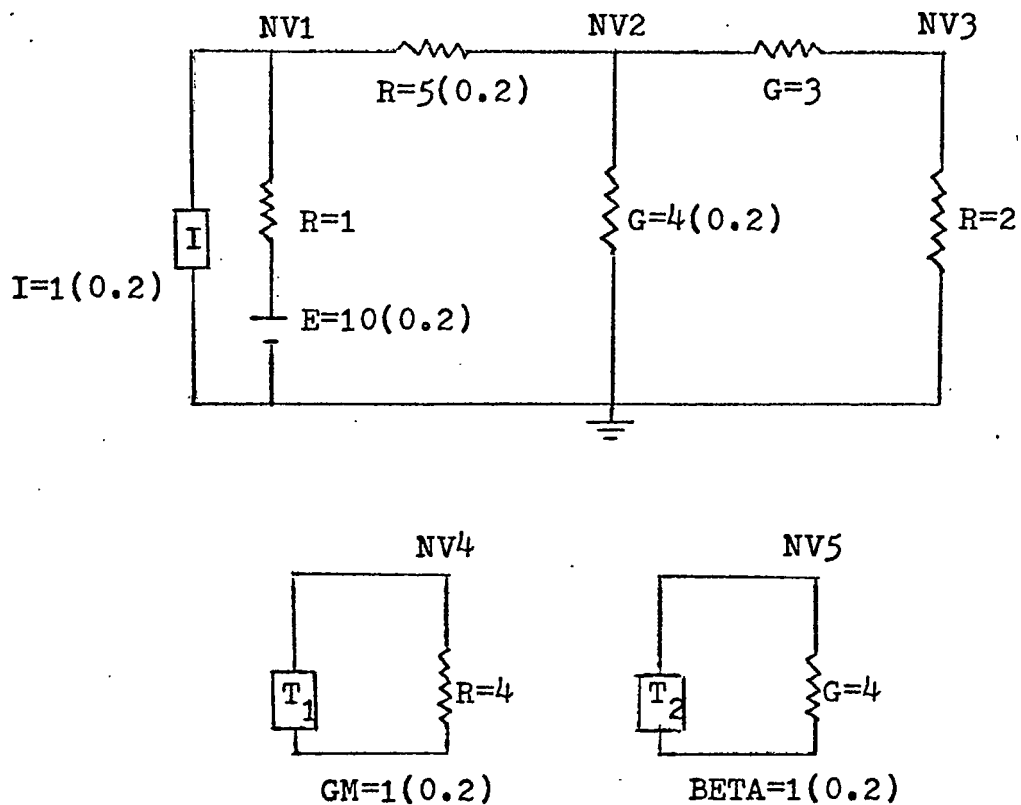 NV1
NV2
NV3
R=5(0.2)
G=3
R=1
G=4(0.2)
R=2
I
I=1(0.2)
E=10(0.2)
NV4
NV5
T1
R=4
T2
G=4
GM=1(0.2)
BETA=1(0.2)